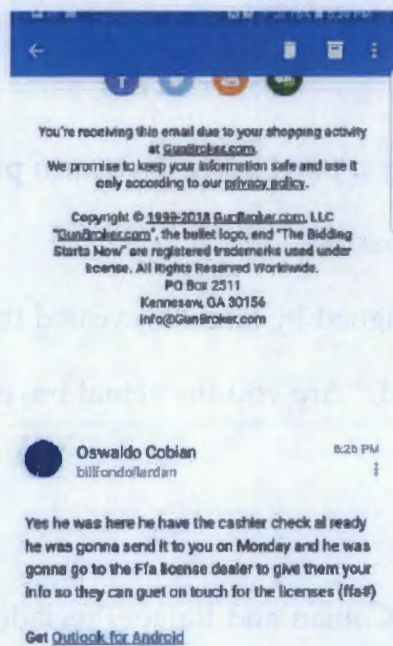 You're receiving this email due to your shopping activity
at GunBroker.com.
We promise to keep your information safe and use it
only according to our privacy policy.
Copyright © 1999-2018 GunBroker.com, LLC
"GunBroker.com", the bullet logo, and "The Bidding
Starts Now" are registered trademarks used under
license. All Rights Reserved Worldwide.
PO Box 2511
Kennesaw, GA 30156
info@GunBroker.com
Oswaldo Cobian
6:26 PM
Yes he was here he have the cashier check al ready
he was gonna send it to you on Monday and he was
gonna go to the Ffa license dealer to give them your
info so they can guet on touch for the licenses (ffa#)
Get Outlook for Android